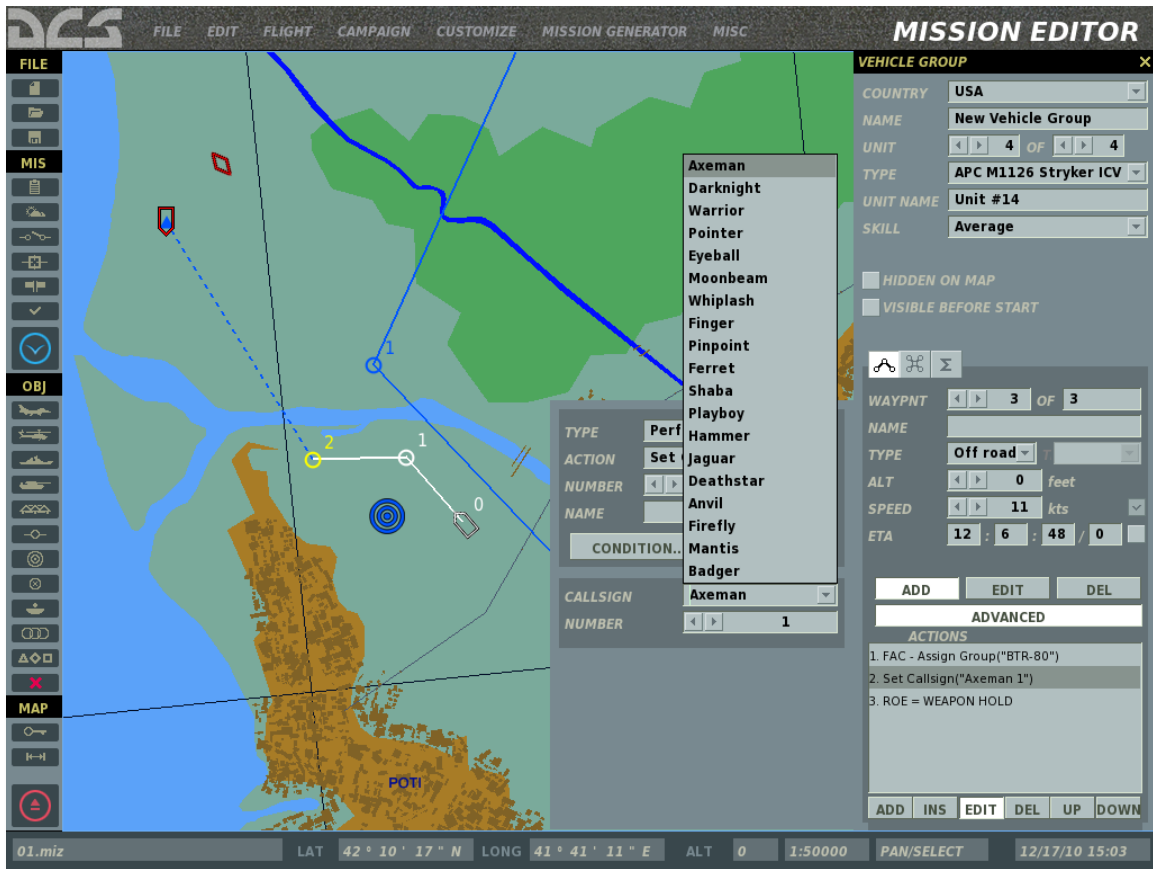 DCS
FILE EDIT FLIGHT CAMPAIGN CUSTOMIZE MISSION GENERATOR MISC
MISSION EDITOR
FILE
MIS
OBJ
MAP
1
2
1
0
POTI
TYPE Perf
ACTION Set
NUMBER
NAME
CONDITION..
Axeman
Darknight
Warrior
Pointer
Eyeball
Moonbeam
Whiplash
Finger
Pinpoint
Ferret
Shaba
Playboy
Hammer
Jaguar
Deathstar
Anvil
Firefly
Mantis
Badger
CALLSIGN Axeman
NUMBER 1
VEHICLE GROUP X
COUNTRY USA
NAME New Vehicle Group
UNIT 4 OF 4
TYPE APC M1126 Stryker ICV
UNIT NAME Unit #14
SKILL Average
HIDDEN ON MAP
VISIBLE BEFORE START
Σ
WAYPNT 3 OF 3
NAME
TYPE Off road
ALT 0 feet
SPEED 11 kts
ETA 12 : 6 : 48 / 0
ADD EDIT DEL
ADVANCED
ACTIONS
1. FAC - Assign Group("BTR-80")
2. Set Callsign("Axeman 1")
3. ROE = WEAPON HOLD
ADD INS EDIT DEL UP DOWN
01.miz LAT 42 ° 10 ' 17 " N LONG 41 ° 41 ' 11 " E ALT 0 1:50000 PAN/SELECT 12/17/10 15:03